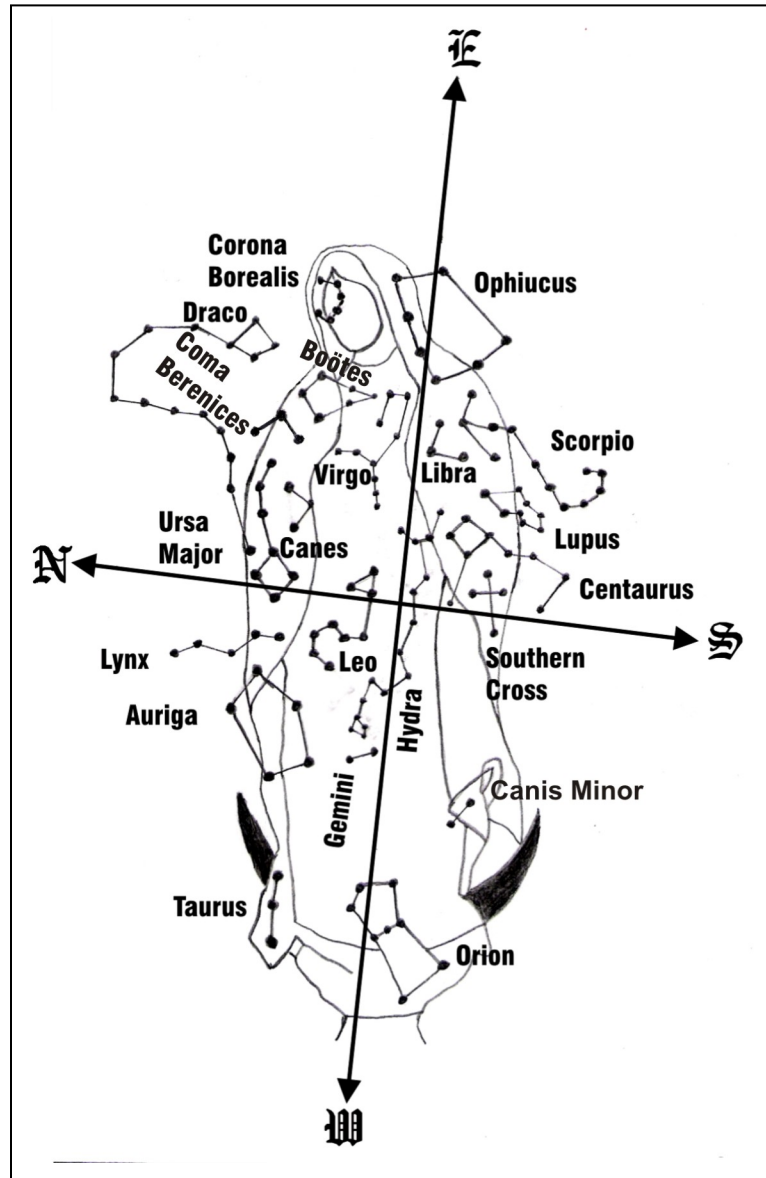 E
Corona
Borealis
Ophiucus
Draco
Coma
Berenices
Boötes
Scorpio
Virgo
Libra
Ursa
Major
Canes
Lupus
N
Centaurus
S
Lynx
Leo
Southern
Cross
Auriga
Hydra
Gemini
Canis Minor
Taurus
Orion
W